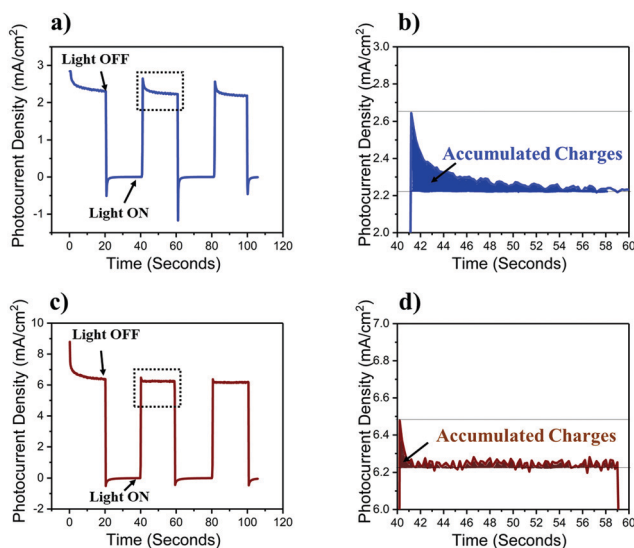 a)
Light OFF
Light ON
Photocurrent Density (mA/cm²)
3
2
1
0
-1
0 20 40 60 80 100 120
Time (Seconds)
b)
Accumulated Charges
Photocurrent Density (mA/cm²)
3.0
2.8
2.6
2.4
2.2
2.0
40 42 44 46 48 50 52 54 56 58 60
Time (Seconds)
c)
Light OFF
Light ON
Photocurrent Density (mA/cm²)
10
8
6
4
2
0
-2
0 20 40 60 80 100 120
Time (Seconds)
d)
Accumulated Charges
Photocurrent Density (mA/cm²)
7.0
6.8
6.6
6.4
6.2
6.0
40 42 44 46 48 50 52 54 56 58 60
Time (Seconds)